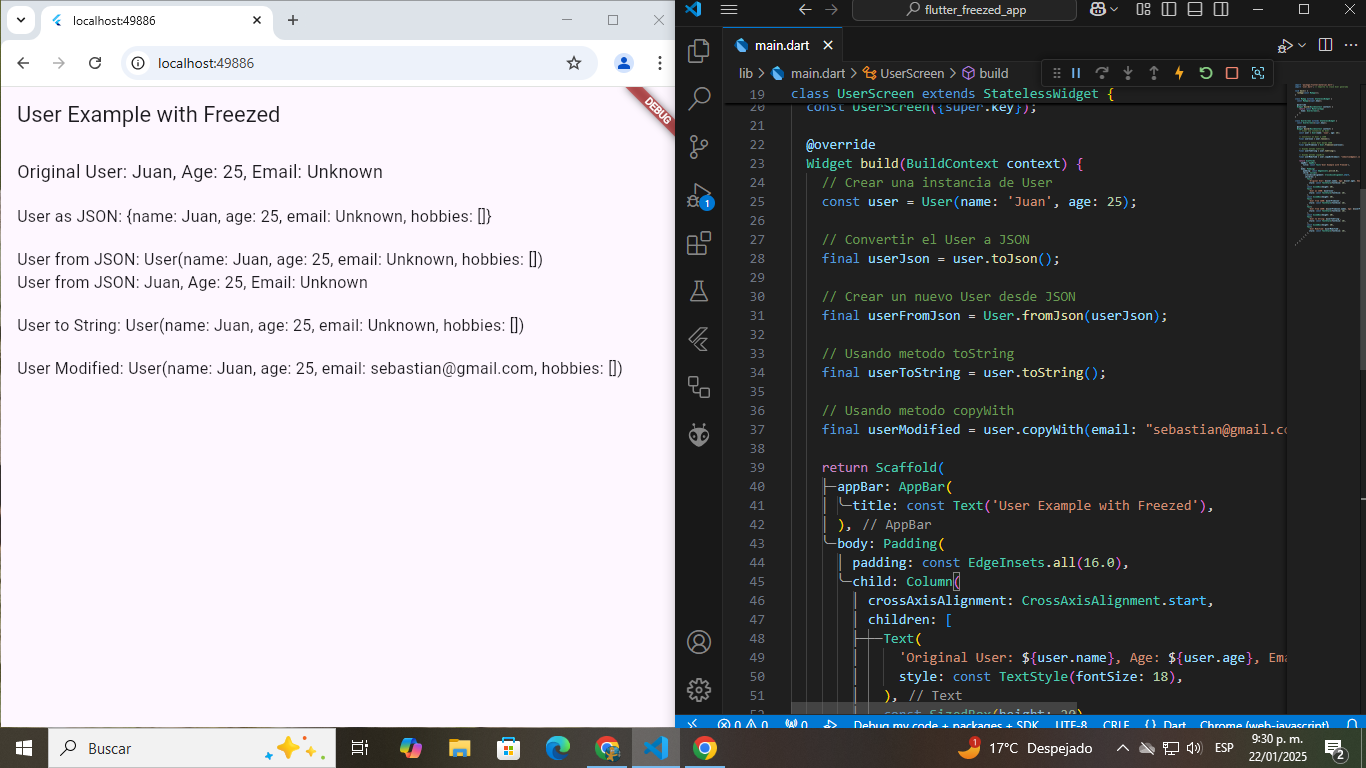 localhost:49886
localhost:49886
DEBUG
User Example with Freezed
Original User: Juan, Age: 25, Email: Unknown
User as JSON: {name: Juan, age: 25, email: Unknown, hobbies: []}
User from JSON: User(name: Juan, age: 25, email: Unknown, hobbies: [])
User from JSON: Juan, Age: 25, Email: Unknown
User to String: User(name: Juan, age: 25, email: Unknown, hobbies: [])
User Modified: User(name: Juan, age: 25, email: sebastian@gmail.com, hobbies: [])
flutter_freezed_app
main.dart
lib > main.dart > UserScreen > build
1
19 class UserScreen extends StatelessWidget {
20 const UserScreen({super.key});
21
22 @override
23 Widget build(BuildContext context) {
24 // Crear una instancia de User
25 const user = User(name: 'Juan', age: 25);
26
27 // Convertir el User a JSON
28 final userJson = user.toJson();
29
30 // Crear un nuevo User desde JSON
31 final userFromJson = User.fromJson(userJson);
32
33 // Usando metodo toString
34 final userToString = user.toString();
35
36 // Usando metodo copyWith
37 final userModified = user.copyWith(email: "sebastian@gmail.co
38
39 return Scaffold(
40 appBar: AppBar(
41 title: const Text('User Example with Freezed'),
42 ), // AppBar
43 body: Padding(
44 padding: const EdgeInsets.all(16.0),
45 child: Column(
46 crossAxisAlignment: CrossAxisAlignment.start,
47 children: [
48 Text(
49 'Original User: ${user.name}, Age: ${user.age}, Ema
50 style: const TextStyle(fontSize: 18),
51 ), // Text
52 const SizedBox(height: 20)
0 0 0 Debug my code + packages + SDK UTF-8 CRLF {} Dart Chrome (web-javascript)
Buscar
1 17°C Despejado ESP
9:30 p. m.
22/01/2025
2